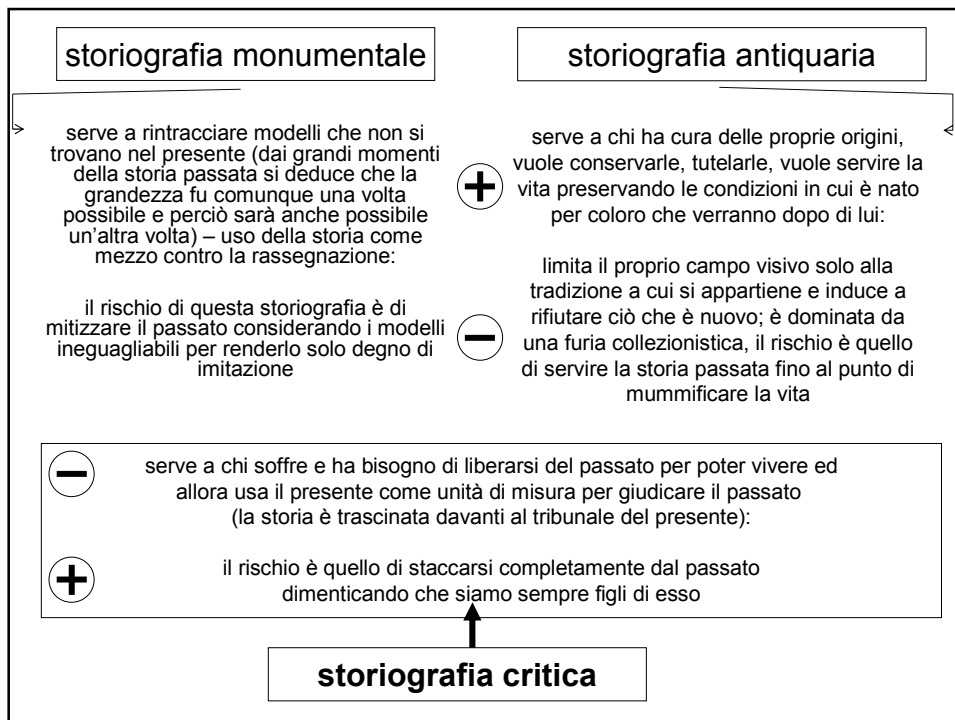 storiografia monumentale
serve a rintracciare modelli che non si
trovano nel presente (dai grandi momenti
della storia passata si deduce che la
grandezza fu comunque una volta
possibile e perciò sarà anche possibile
un’altra volta) – uso della storia come
mezzo contro la rassegnazione:
il rischio di questa storiografia è di
mitizzare il passato considerando i modelli
ineguagliabili per renderlo solo degno di
imitazione
storiografia antiquaria
+
serve a chi ha cura delle proprie origini,
vuole conservarle, tutelarle, vuole servire la
vita preservando le condizioni in cui è nato
per coloro che verranno dopo di lui:
−
limita il proprio campo visivo solo alla
tradizione a cui si appartiene e induce a
rifiutare ciò che è nuovo; è dominata da
una furia collezionistica, il rischio è quello
di servire la storia passata fino al punto di
mummificare la vita
−
serve a chi soffre e ha bisogno di liberarsi del passato per poter vivere ed
allora usa il presente come unità di misura per giudicare il passato
(la storia è trascinata davanti al tribunale del presente):
+
il rischio è quello di staccarsi completamente dal passato
dimenticando che siamo sempre figli di esso
storiografia critica